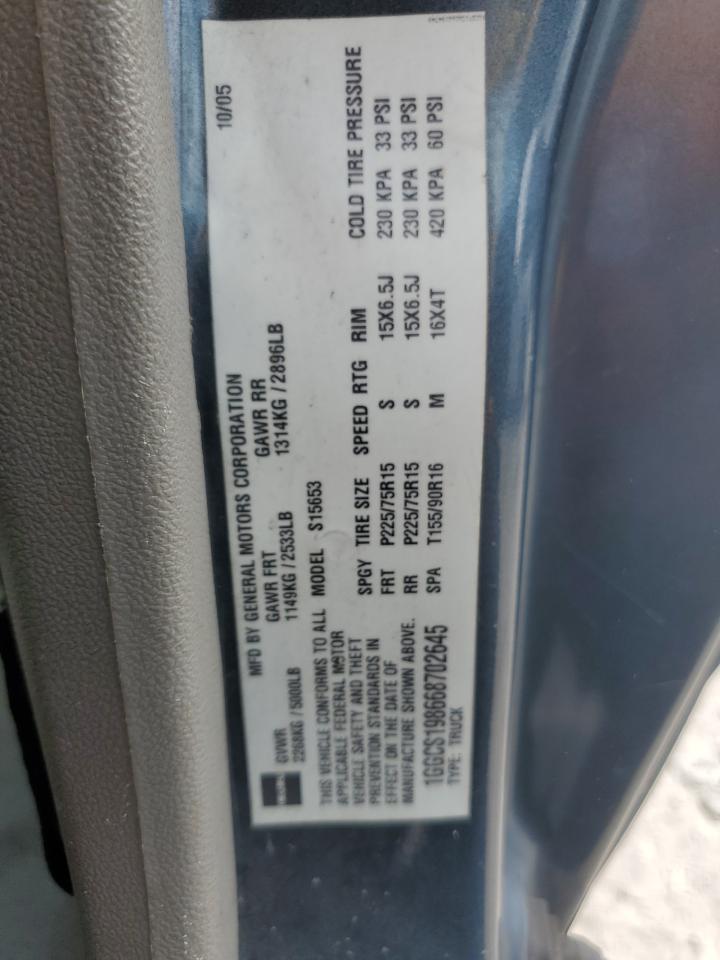 MFD BY GENERAL MOTORS CORPORATION 10/05
GVWR GAWR FRT GAWR RR
2268KG/5000LB 1149KG/2533LB 1314KG/2896LB
THIS VEHICLE CONFORMS TO ALL MODEL S15653
APPLICABLE FEDERAL MOTOR
VEHICLE SAFETY AND THEFT
PREVENTION STANDARDS IN
EFFECT ON THE DATE OF
MANUFACTURE SHOWN ABOVE.
SPGY TIRE SIZE SPEED RTG RIM COLD TIRE PRESSURE
FRT P225/75R15 S 15X6.5J 230 KPA 33 PSI
RR P225/75R15 S 15X6.5J 230 KPA 33 PSI
SPA T155/90R16 M 16X4T 420 KPA 60 PSI
1GGCS198668702645
TYPE: TRUCK